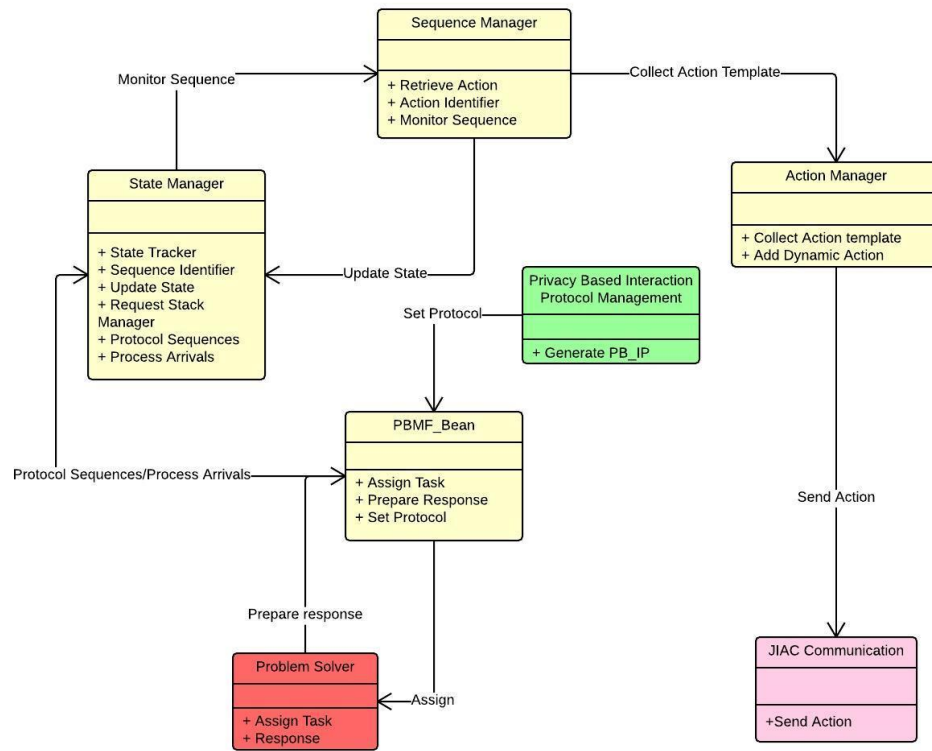 Sequence Manager
+ Retrieve Action
+ Action Identifier
+ Monitor Sequence
Monitor Sequence
Collect Action Template
State Manager
+ State Tracker
+ Sequence Identifier
+ Update State
+ Request Stack
Manager
+ Protocol Sequences
+ Process Arrivals
Action Manager
+ Collect Action template
+ Add Dynamic Action
Update State
Privacy Based Interaction
Protocol Management
+ Generate PB_IP
Set Protocol
PBMF_Bean
+ Assign Task
+ Prepare Response
+ Set Protocol
Protocol Sequences/Process Arrivals
Send Action
Prepare response
Problem Solver
+ Assign Task
+ Response
Assign
JIAC Communication
+Send Action